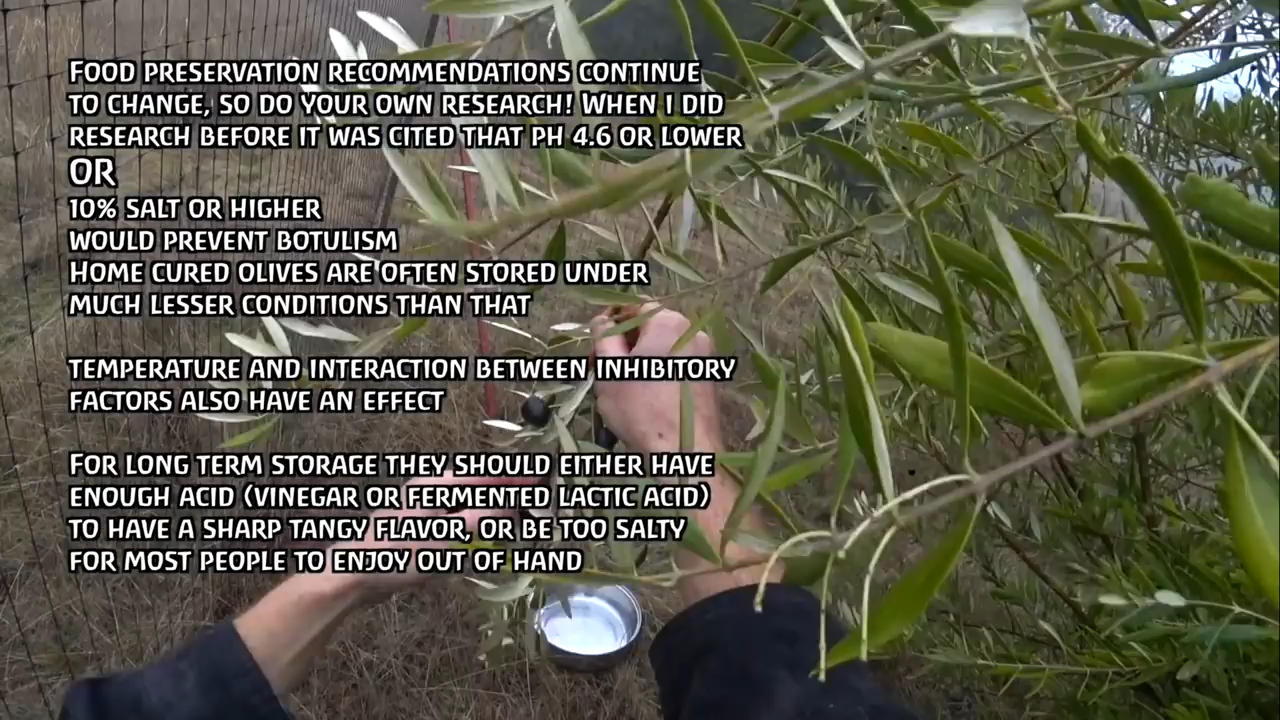 Food preservation recommendations continue
to change, so do your own research! When I did
research before it was cited that pH 4.6 or lower
OR
10% salt or higher
would prevent botulism
Home cured olives are often stored under
much lesser conditions than that
temperature and interaction between inhibitory
factors also have an effect
For long term storage they should either have
enough acid (vinegar or fermented lactic acid)
to have a sharp tangy flavor, or be too salty
for most people to enjoy out of hand